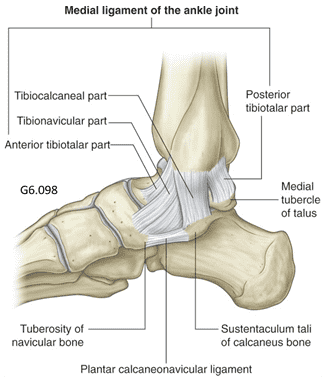 Medial ligament of the ankle joint
Tibiocalcaneal part
Tibionavicular part
Anterior tibiotalar part
Posterior
tibiotalar part
G6.098
Medial
tubercle
of talus
Tuberosity of
navicular bone
Sustentaculum tali
of calcaneus bone
Plantar calcaneonavicular ligament